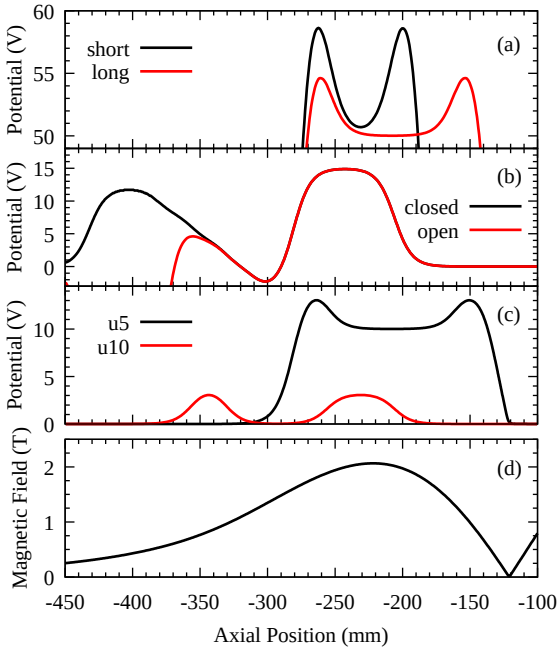 60
55
50
Potential (V)
short
long
(a)
15
10
5
0
Potential (V)
(b)
closed
open
10
5
0
Potential (V)
u5
u10
(c)
2
1
0
Magnetic Field (T)
(d)
-450 -400 -350 -300 -250 -200 -150 -100
Axial Position (mm)